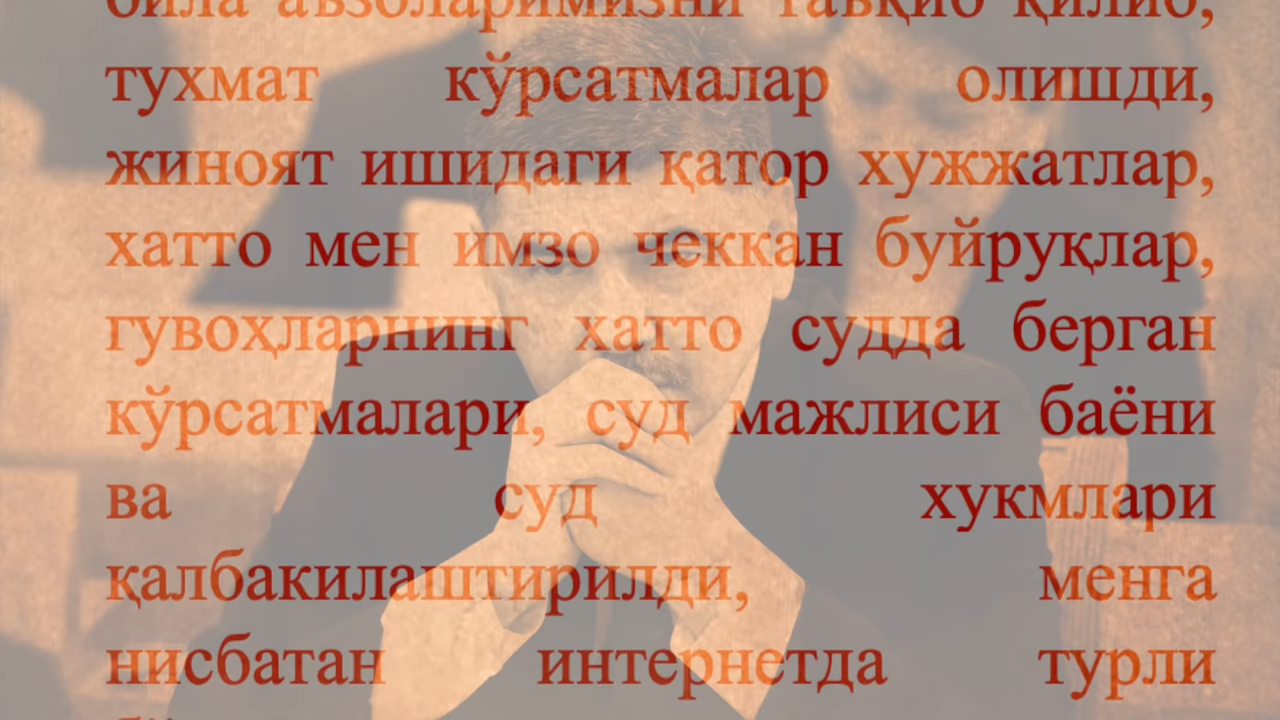 тухмат кўрсатмалар олишди,
жиноят ишидаги қатор хужжатлар,
хатто мен имзо чеккан буйруқлар,
гувоҳларнинг хатто судда берган
кўрсатмалари, суд мажлиси баёни
ва суд хукмлари
қалбакилаштирилди, менга
нисбатан интернетда турли